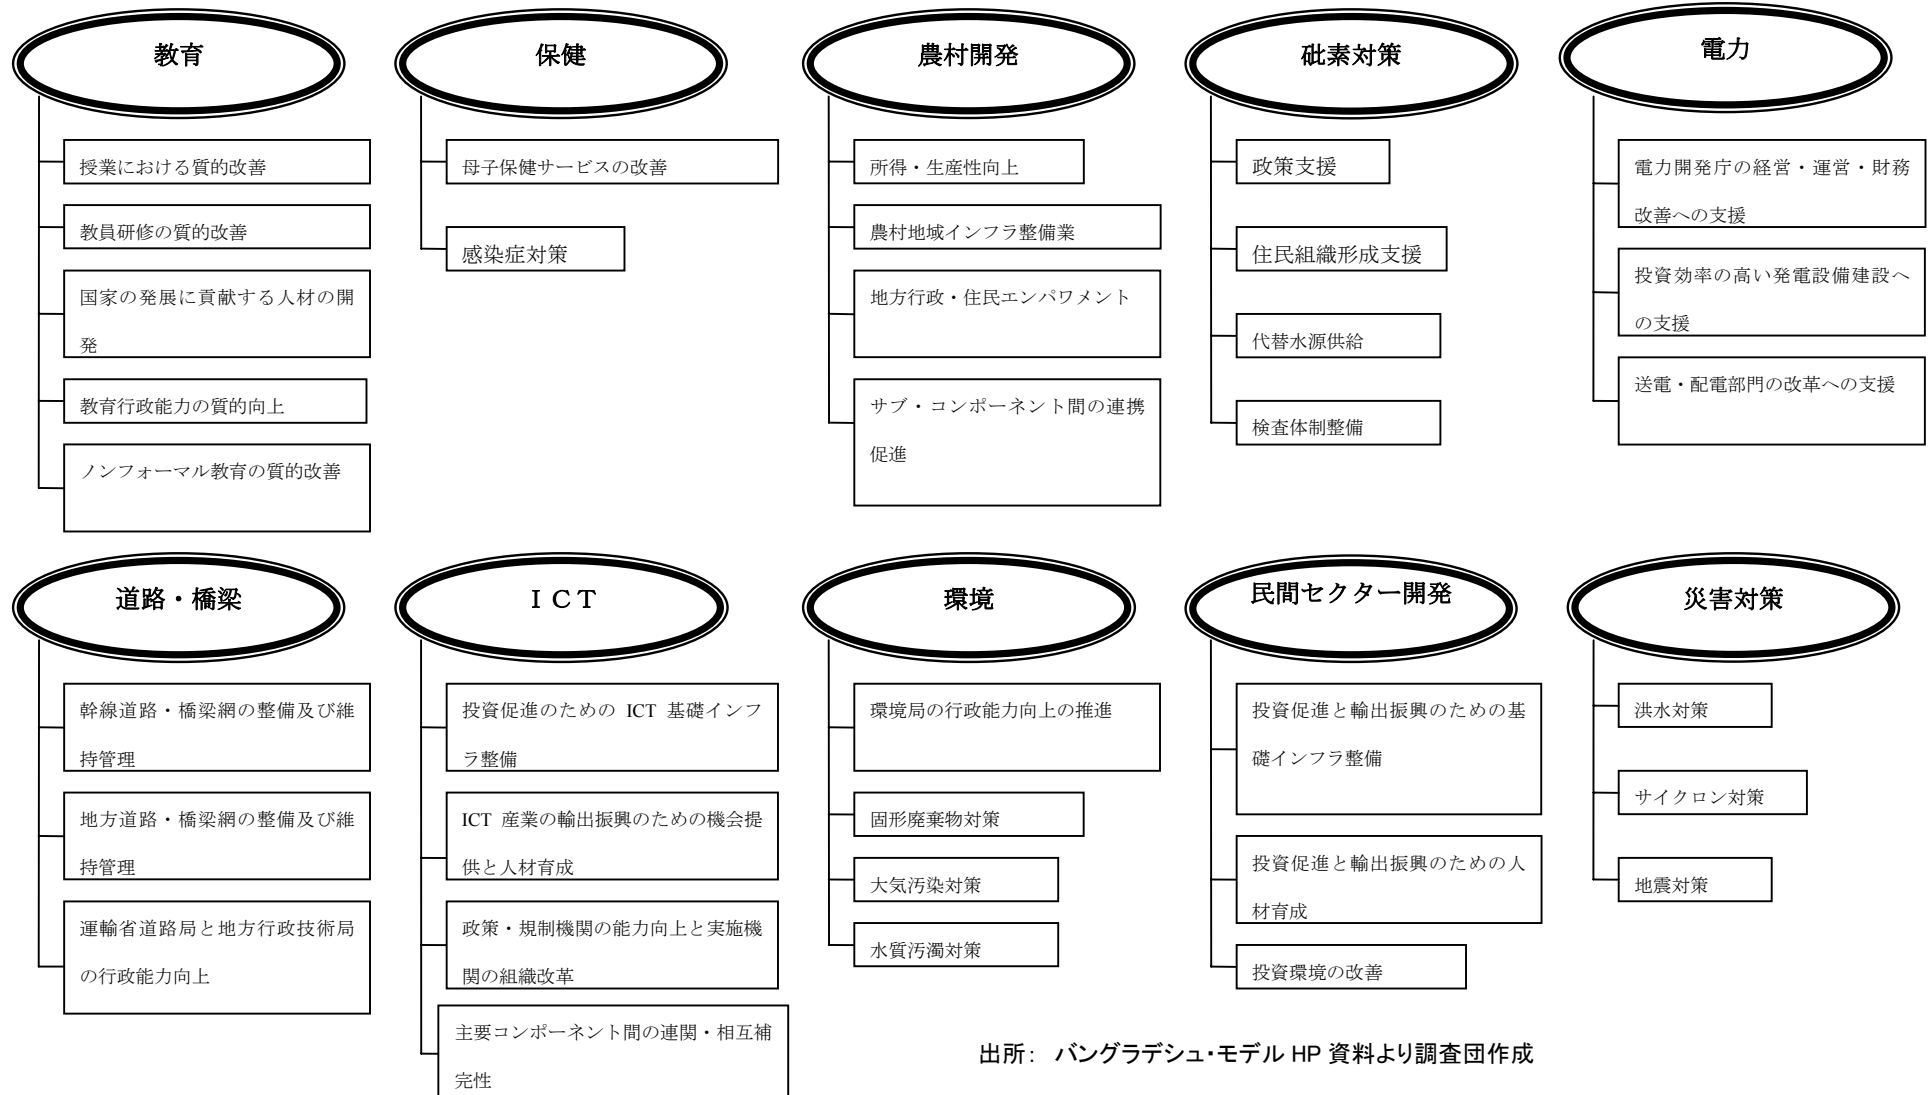 教育
授業における質的改善
教員研修の質的改善
国家の発展に貢献する人材の開
発
教育行政能力の質的向上
ノンフォーマル教育の質的改善
保健
母子保健サービスの改善
感染症対策
農村開発
所得・生産性向上
農村地域インフラ整備業
地方行政・住民エンパワメント
サブ・コンポーネント間の連携
促進
砒素対策
政策支援
住民組織形成支援
代替水源供給
検査体制整備
電力
電力開発庁の経営・運営・財務
改善への支援
投資効率の高い発電設備建設へ
の支援
送電・配電部門の改革への支援
道路・橋梁
幹線道路・橋梁網の整備及び維
持管理
地方道路・橋梁網の整備及び維
持管理
運輸省道路局と地方行政技術局
の行政能力向上
ＩＣＴ
投資促進のための ICT 基礎インフ
ラ整備
ICT 産業の輸出振興のための機会提
供と人材育成
政策・規制機関の能力向上と実施機
関の組織改革
主要コンポーネント間の連関・相互補
完性
環境
環境局の行政能力向上の推進
固形廃棄物対策
大気汚染対策
水質汚濁対策
民間セクター開発
投資促進と輸出振興のための基
礎インフラ整備
投資促進と輸出振興のための人
材育成
投資環境の改善
災害対策
洪水対策
サイクロン対策
地震対策
出所： バングラデシュ・モデル HP 資料より調査団作成